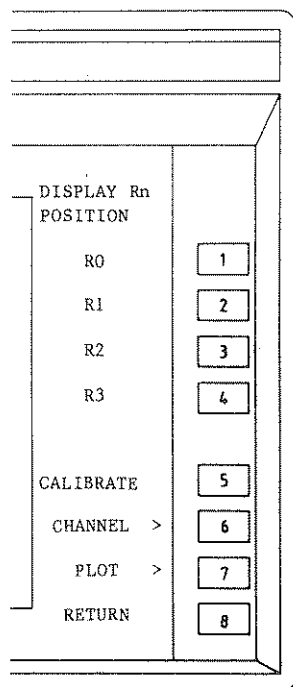 DISPLAY Rn
POSITION
R0 1
R1 2
R2 3
R3 4
CALIBRATE 5
CHANNEL > 6
PLOT > 7
RETURN 8